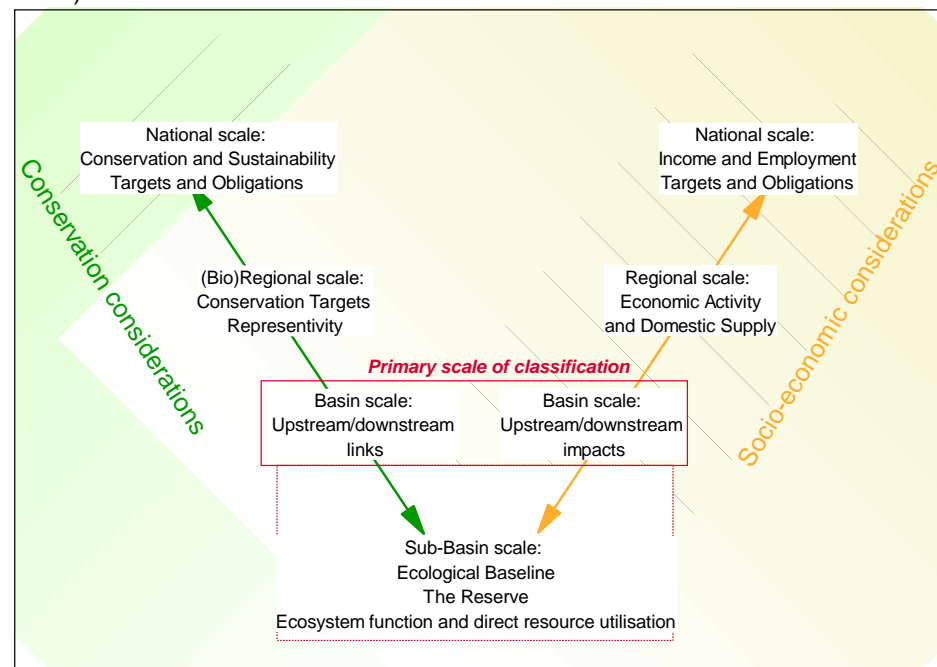 National scale:
Conservation and Sustainability
Targets and Obligations
National scale:
Income and Employment
Targets and Obligations
Conservation considerations
Socio-economic considerations
(Bio)Regional scale:
Conservation Targets
Representivity
Regional scale:
Economic Activity
and Domestic Supply
Primary scale of classification
Basin scale:
Upstream/downstream
links
Basin scale:
Upstream/downstream
impacts
Sub-Basin scale:
Ecological Baseline
The Reserve
Ecosystem function and direct resource utilisation